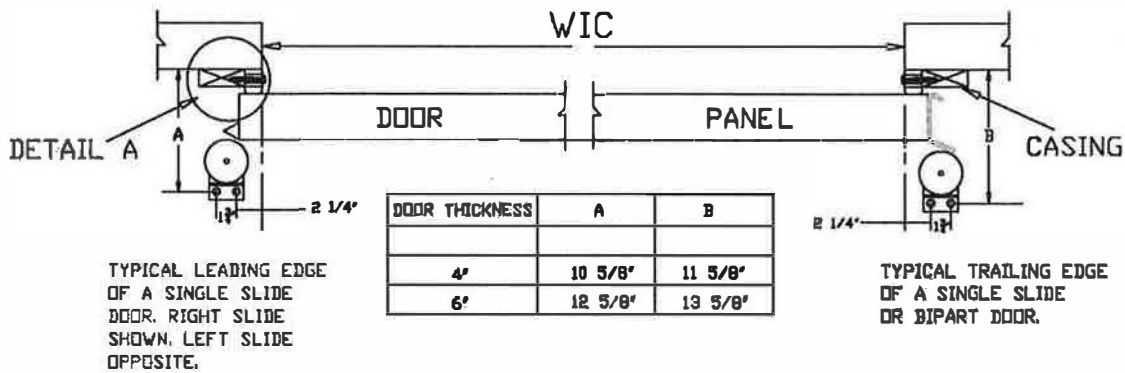 WIC
DOOR
PANEL
DETAIL A
A
B
CASING
2 1/4"
2 1/4"
DOOR THICKNESS A B
4" 10 5/8" 11 5/8"
6" 12 5/8" 13 5/8"
TYPICAL LEADING EDGE
OF A SINGLE SLIDE
DOOR. RIGHT SLIDE
SHOWN. LEFT SLIDE
OPPOSITE.
TYPICAL TRAILING EDGE
OF A SINGLE SLIDE
OR BIPART DOOR.